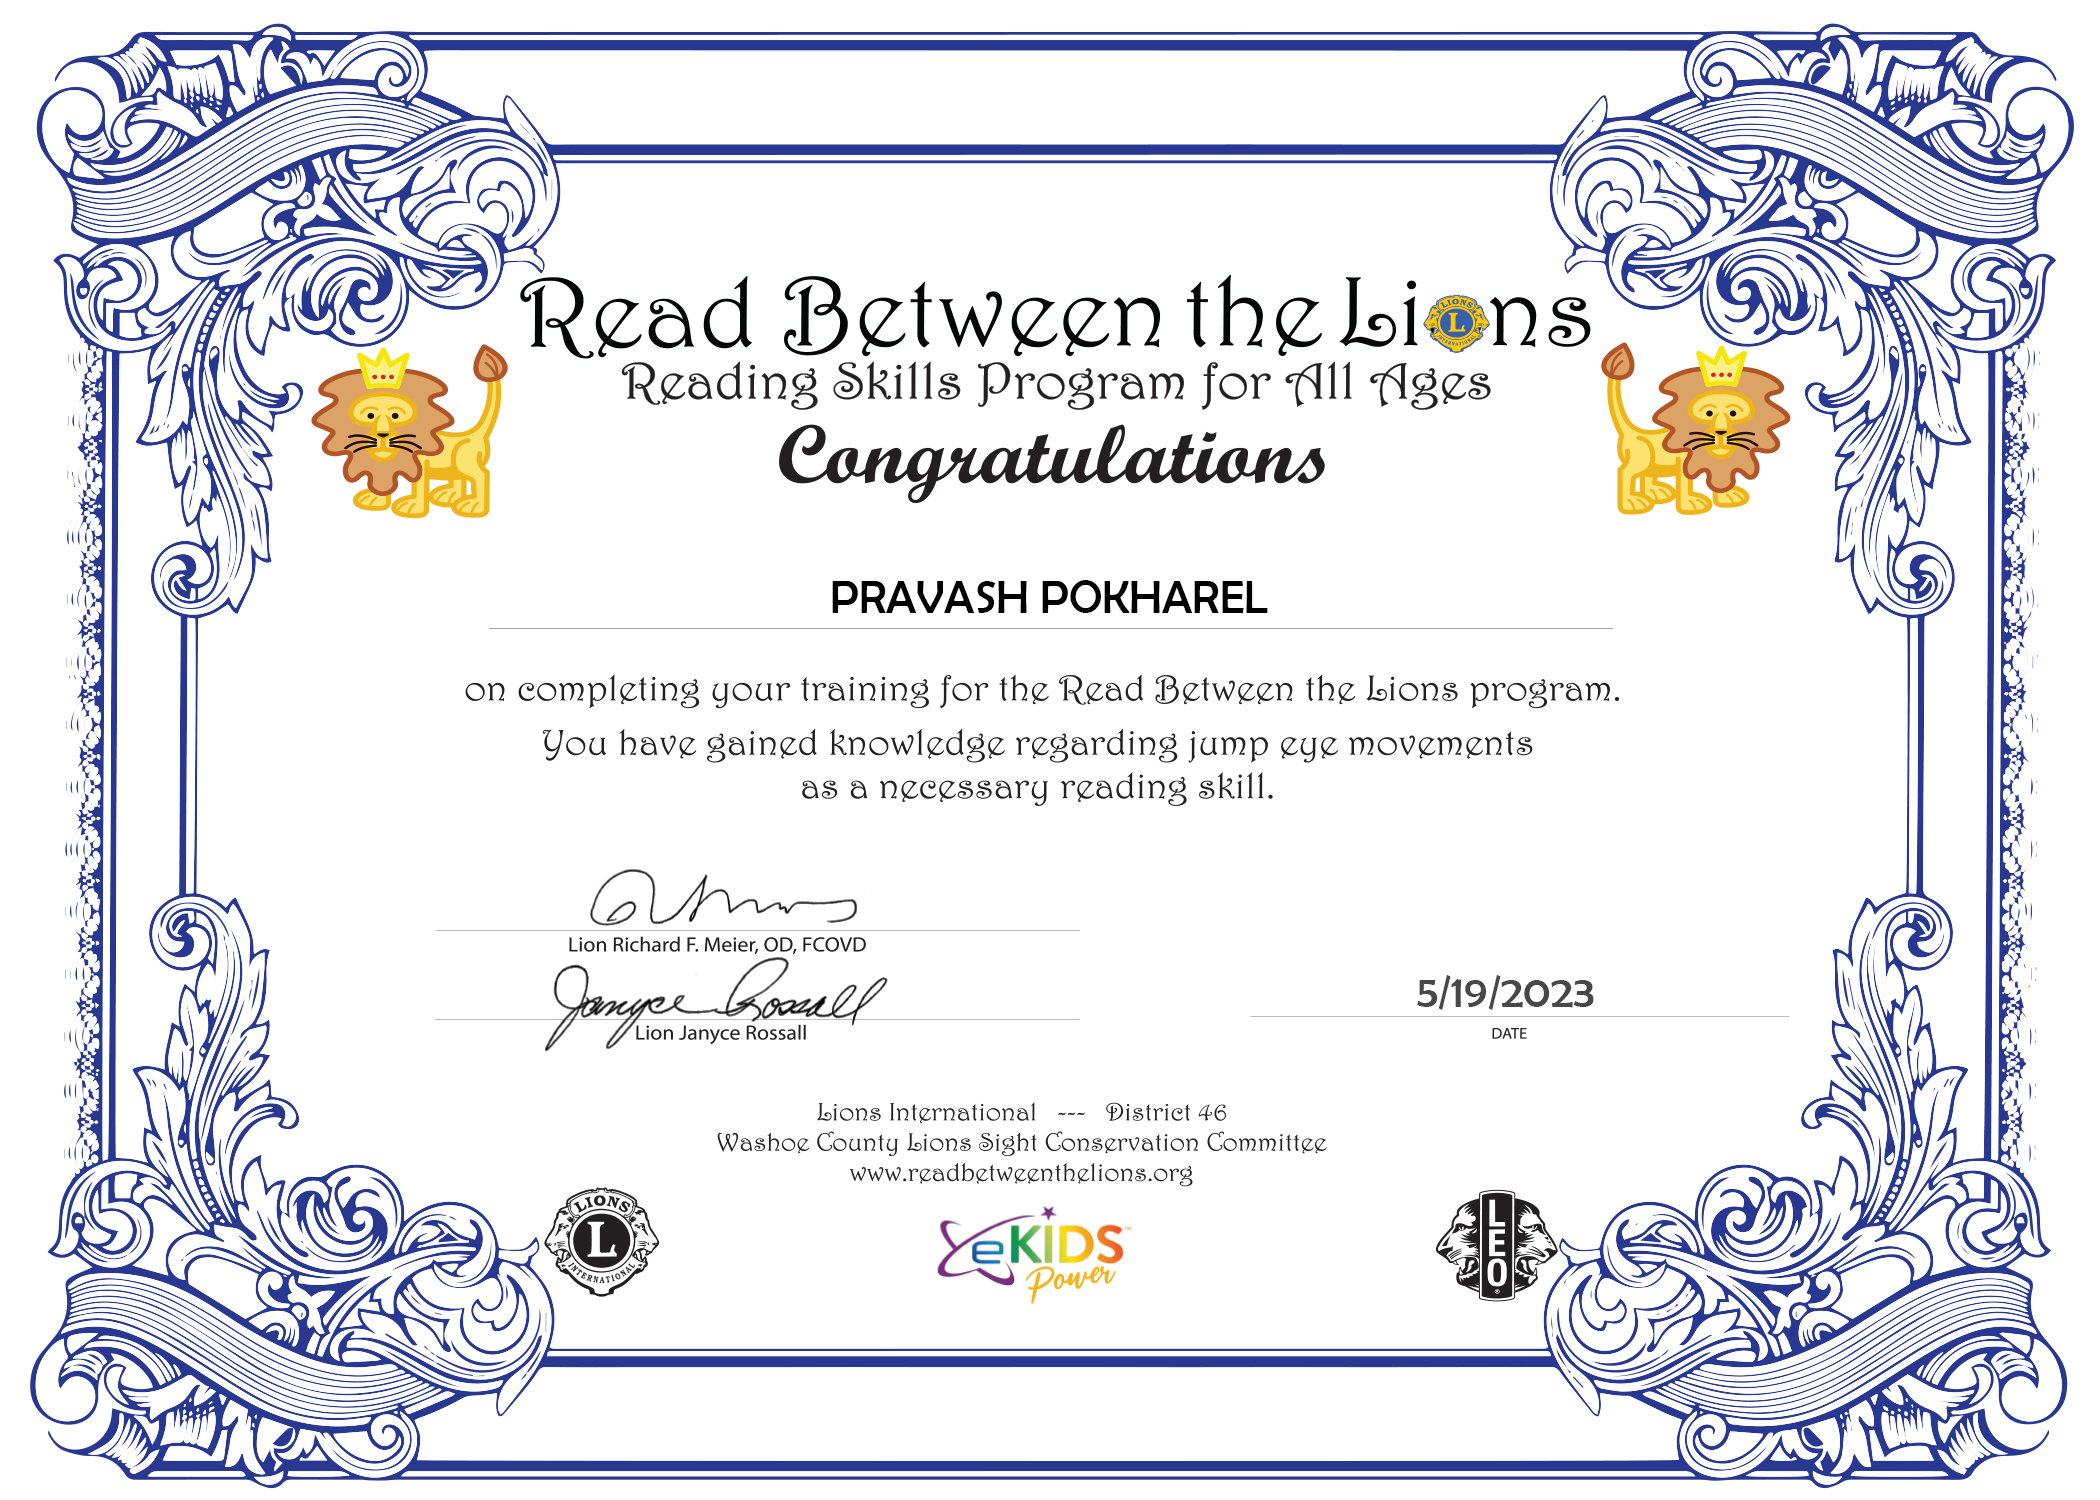 Read Between the Lions
Reading Skills Program for All Ages
Congratulations
PRAVASH POKHAREL
on completing your training for the Read Between the Lions program.
You have gained knowledge regarding jump eye movements
as a necessary reading skill.
Lion Richard F. Meier, OD, FCOVD
Janyce Rossall
Lion Janyce Rossall
5/19/2023
DATE
Lions International --- District 46
Washoe County Lions Sight Conservation Committee
www.readbetweenthelions.org
LIONS
L
INTERNATIONAL
eKIDS™
Power
LEO